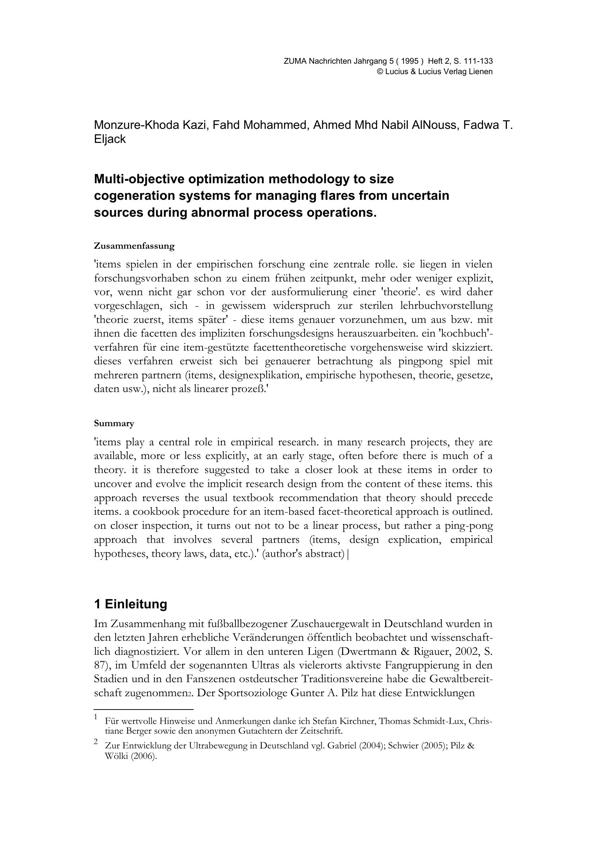 ZUMA Nachrichten Jahrgang 5 ( 1995 ) Heft 2, S. 111-133
© Lucius & Lucius Verlag Lienen
Monzure-Khoda Kazi, Fahd Mohammed, Ahmed Mhd Nabil AlNouss, Fadwa T.
Eljack
Multi-objective optimization methodology to size
cogeneration systems for managing flares from uncertain
sources during abnormal process operations.
Zusammenfassung
'items spielen in der empirischen forschung eine zentrale rolle. sie liegen in vielen
forschungsvorhaben schon zu einem frühen zeitpunkt, mehr oder weniger explizit,
vor, wenn nicht gar schon vor der ausformulierung einer 'theorie'. es wird daher
vorgeschlagen, sich - in gewissem widerspruch zur sterilen lehrbuchvorstellung
'theorie zuerst, items später' - diese items genauer vorzunehmen, um aus bzw. mit
ihnen die facetten des impliziten forschungsdesigns herauszuarbeiten. ein 'kochbuch'-
verfahren für eine item-gestützte facettentheoretische vorgehensweise wird skizziert.
dieses verfahren erweist sich bei genauerer betrachtung als pingpong spiel mit
mehreren partnern (items, designexplikation, empirische hypothesen, theorie, gesetze,
daten usw.), nicht als linearer prozeß.'
Summary
'items play a central role in empirical research. in many research projects, they are
available, more or less explicitly, at an early stage, often before there is much of a
theory. it is therefore suggested to take a closer look at these items in order to
uncover and evolve the implicit research design from the content of these items. this
approach reverses the usual textbook recommendation that theory should precede
items. a cookbook procedure for an item-based facet-theoretical approach is outlined.
on closer inspection, it turns out not to be a linear process, but rather a ping-pong
approach that involves several partners (items, design explication, empirical
hypotheses, theory laws, data, etc.).' (author's abstract)|
1 Einleitung
Im Zusammenhang mit fußballbezogener Zuschauergewalt in Deutschland wurden in
den letzten Jahren erhebliche Veränderungen öffentlich beobachtet und wissenschaft-
lich diagnostiziert. Vor allem in den unteren Ligen (Dwertmann & Rigauer, 2002, S.
87), im Umfeld der sogenannten Ultras als vielerorts aktivste Fangruppierung in den
Stadien und in den Fanszenen ostdeutscher Traditionsvereine habe die Gewaltbereit-
schaft zugenommen2. Der Sportsoziologe Gunter A. Pilz hat diese Entwicklungen
1 Für wertvolle Hinweise und Anmerkungen danke ich Stefan Kirchner, Thomas Schmidt-Lux, Chris-
tiane Berger sowie den anonymen Gutachtern der Zeitschrift.
2 Zur Entwicklung der Ultrabewegung in Deutschland vgl. Gabriel (2004); Schwier (2005); Pilz &
Wölki (2006).